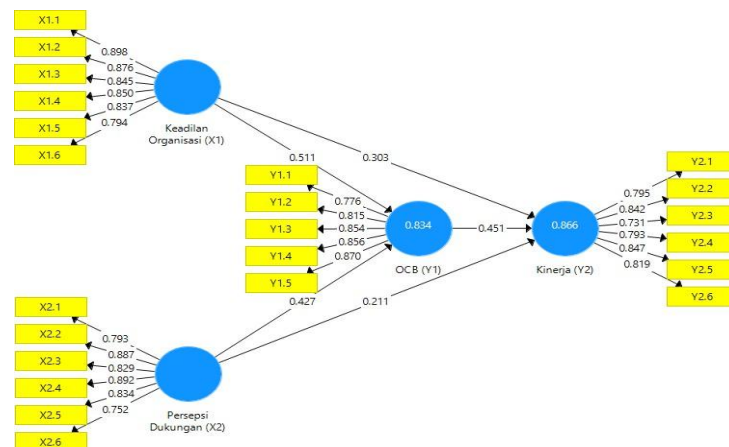 X1.1
X1.2
X1.3
X1.4
X1.5
X1.6
0.898
0.876
0.845
0.850
0.837
0.794
Keadilan
Organisasi (X1)
0.511
0.303
Y1.1
Y1.2
Y1.3
Y1.4
Y1.5
0.776
0.815
0.854
0.856
0.870
0.834
OCB (Y1)
0.451
0.866
Kinerja (Y2)
0.795
0.842
0.731
0.793
0.847
0.819
Y2.1
Y2.2
Y2.3
Y2.4
Y2.5
Y2.6
0.427
0.211
X2.1
X2.2
X2.3
X2.4
X2.5
X2.6
0.793
0.887
0.829
0.892
0.834
0.752
Persepsi
Dukungan (X2)